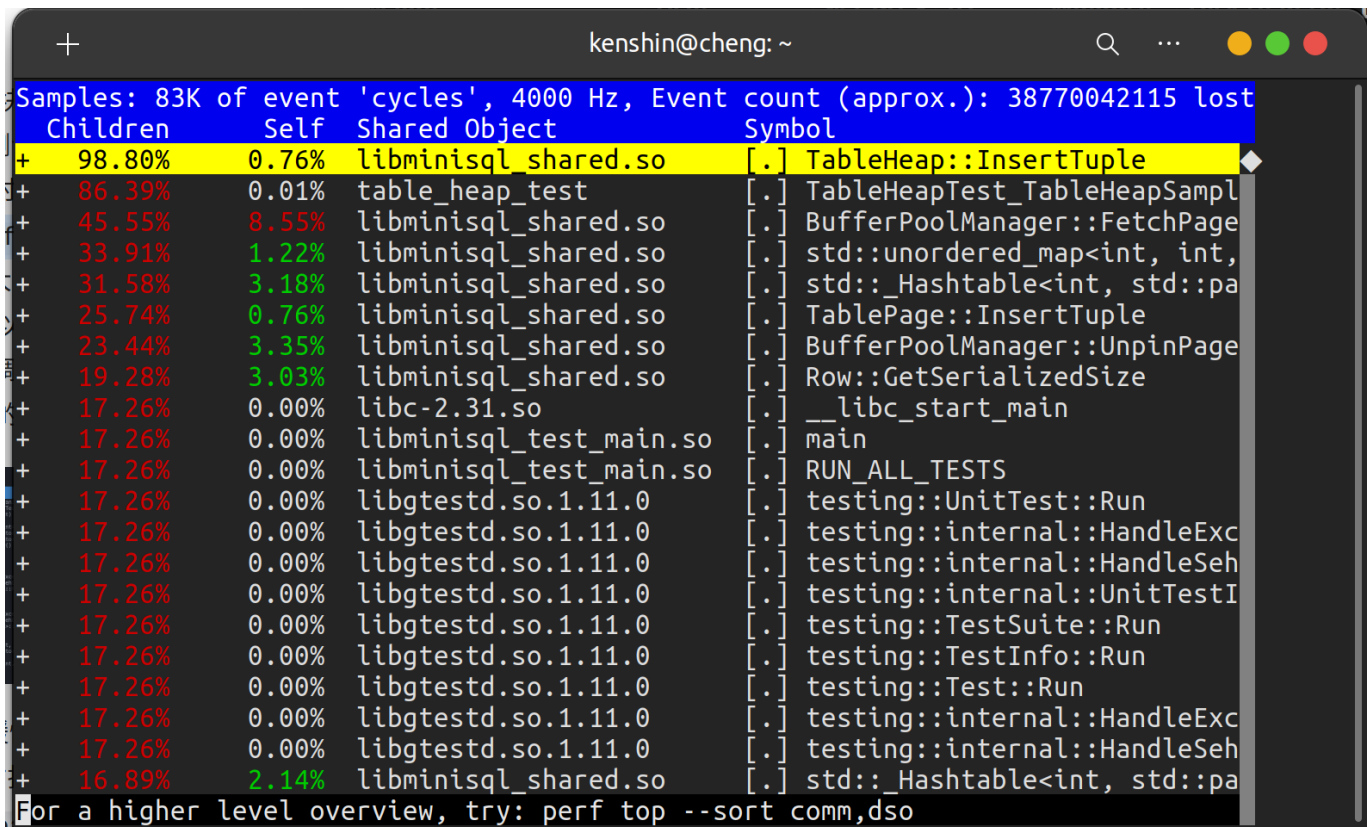 kenshin@cheng: ~
Samples: 83K of event 'cycles', 4000 Hz, Event count (approx.): 38770042115 lost
Children Self Shared Object Symbol
+ 98.80% 0.76% libminisql_shared.so [.] TableHeap::InsertTuple
+ 86.39% 0.01% table_heap_test [.] TableHeapTest_TableHeapSampl
+ 45.55% 8.55% libminisql_shared.so [.] BufferPoolManager::FetchPage
+ 33.91% 1.22% libminisql_shared.so [.] std::unordered_map<int, int,
+ 31.58% 3.18% libminisql_shared.so [.] std::_Hashtable<int, std::pa
+ 25.74% 0.76% libminisql_shared.so [.] TablePage::InsertTuple
+ 23.44% 3.35% libminisql_shared.so [.] BufferPoolManager::UnpinPage
+ 19.28% 3.03% libminisql_shared.so [.] Row::GetSerializedSize
+ 17.26% 0.00% libc-2.31.so [.] __libc_start_main
+ 17.26% 0.00% libminisql_test_main.so [.] main
+ 17.26% 0.00% libminisql_test_main.so [.] RUN_ALL_TESTS
+ 17.26% 0.00% libgtestd.so.1.11.0 [.] testing::UnitTest::Run
+ 17.26% 0.00% libgtestd.so.1.11.0 [.] testing::internal::HandleExc
+ 17.26% 0.00% libgtestd.so.1.11.0 [.] testing::internal::HandleSeh
+ 17.26% 0.00% libgtestd.so.1.11.0 [.] testing::internal::UnitTestI
+ 17.26% 0.00% libgtestd.so.1.11.0 [.] testing::TestSuite::Run
+ 17.26% 0.00% libgtestd.so.1.11.0 [.] testing::TestInfo::Run
+ 17.26% 0.00% libgtestd.so.1.11.0 [.] testing::Test::Run
+ 17.26% 0.00% libgtestd.so.1.11.0 [.] testing::internal::HandleExc
+ 17.26% 0.00% libgtestd.so.1.11.0 [.] testing::internal::HandleSeh
+ 16.89% 2.14% libminisql_shared.so [.] std::_Hashtable<int, std::pa
For a higher level overview, try: perf top --sort comm,dso